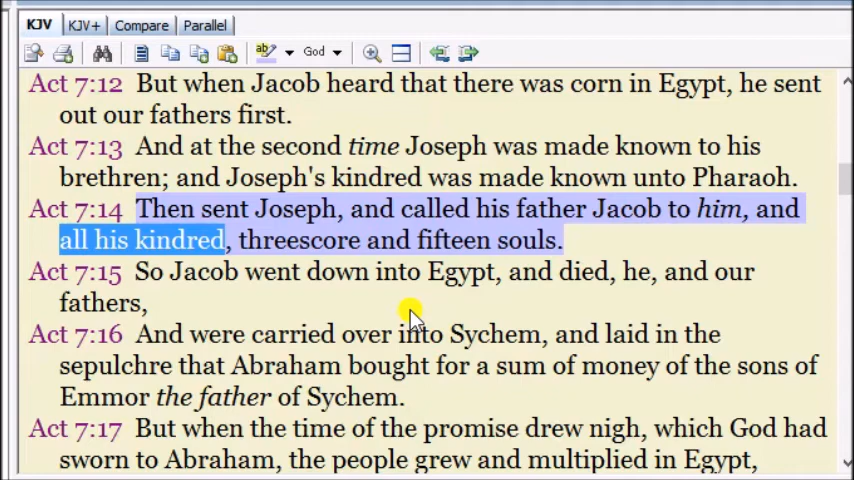 KJV KJV+ Compare Parallel
God
Act 7:12 But when Jacob heard that there was corn in Egypt, he sent
out our fathers first.
Act 7:13 And at the second time Joseph was made known to his
brethren; and Joseph's kindred was made known unto Pharaoh.
Act 7:14 Then sent Joseph, and called his father Jacob to him, and
all his kindred, threescore and fifteen souls.
Act 7:15 So Jacob went down into Egypt, and died, he, and our
fathers,
Act 7:16 And were carried over into Sychem, and laid in the
sepulchre that Abraham bought for a sum of money of the sons of
Emmor the father of Sychem.
Act 7:17 But when the time of the promise drew nigh, which God had
sworn to Abraham, the people grew and multiplied in Egypt,